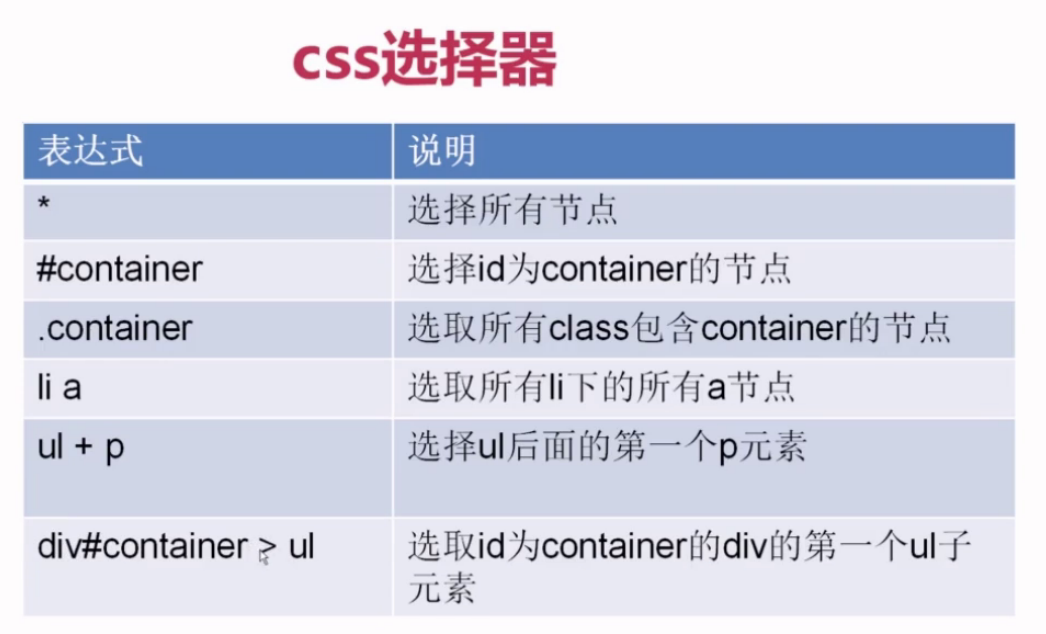 css选择器
表达式 说明
* 选择所有节点
#container 选择id为container的节点
.container 选取所有class包含container的节点
li a 选取所有li下的所有a节点
ul + p 选择ul后面的第一个p元素
div#container > ul 选取id为container的div的第一个ul子
元素